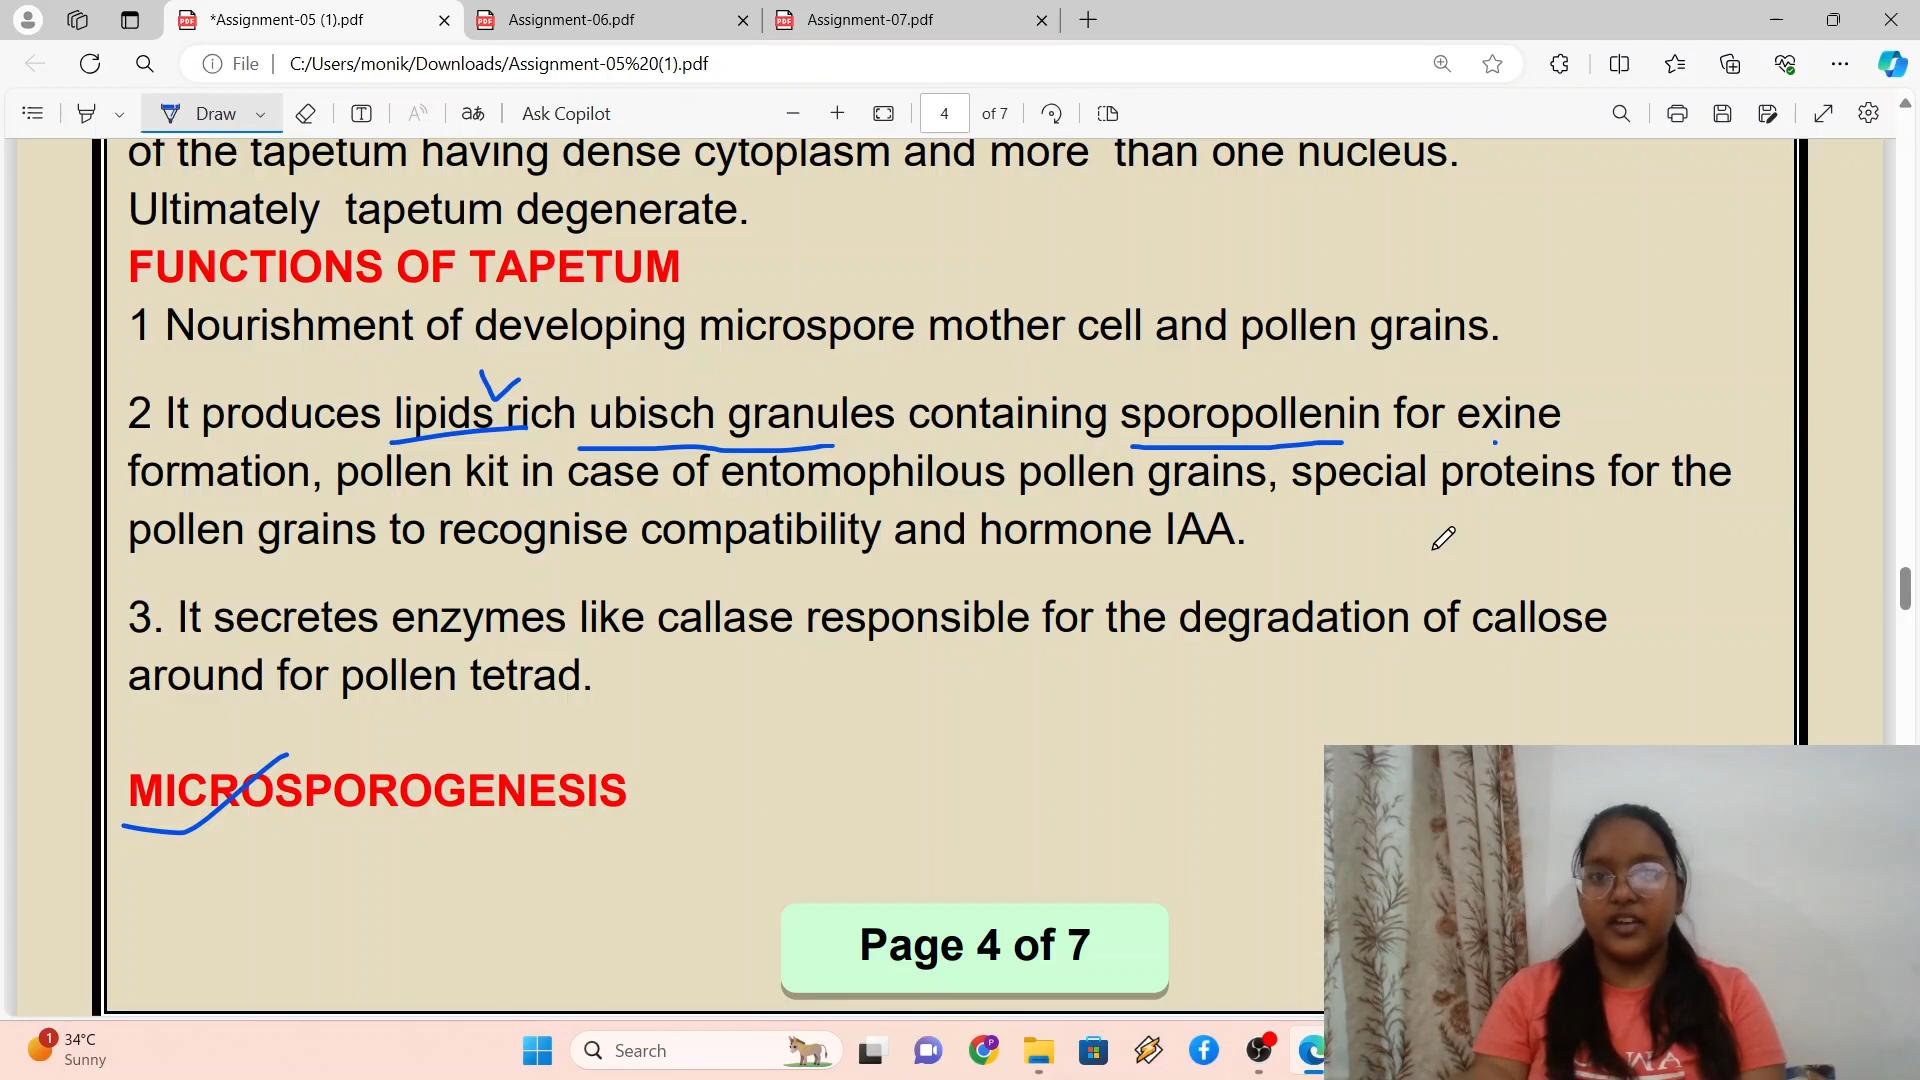 *Assignment-05 (1).pdf
Assignment-06.pdf
Assignment-07.pdf
File
C:/Users/monik/Downloads/Assignment-05%20(1).pdf
Draw
aあ
Ask Copilot
4
of 7
of the tapetum having dense cytoplasm and more than one nucleus.
Ultimately tapetum degenerate.
FUNCTIONS OF TAPETUM
1 Nourishment of developing microspore mother cell and pollen grains.
2 It produces lipids rich ubisch granules containing sporopollenin for exine
formation, pollen kit in case of entomophilous pollen grains, special proteins for the
pollen grains to recognise compatibility and hormone IAA.
3. It secretes enzymes like callase responsible for the degradation of callose
around for pollen tetrad.
MICROSPOROGENESIS
Page 4 of 7
1
34°C
Sunny
Search